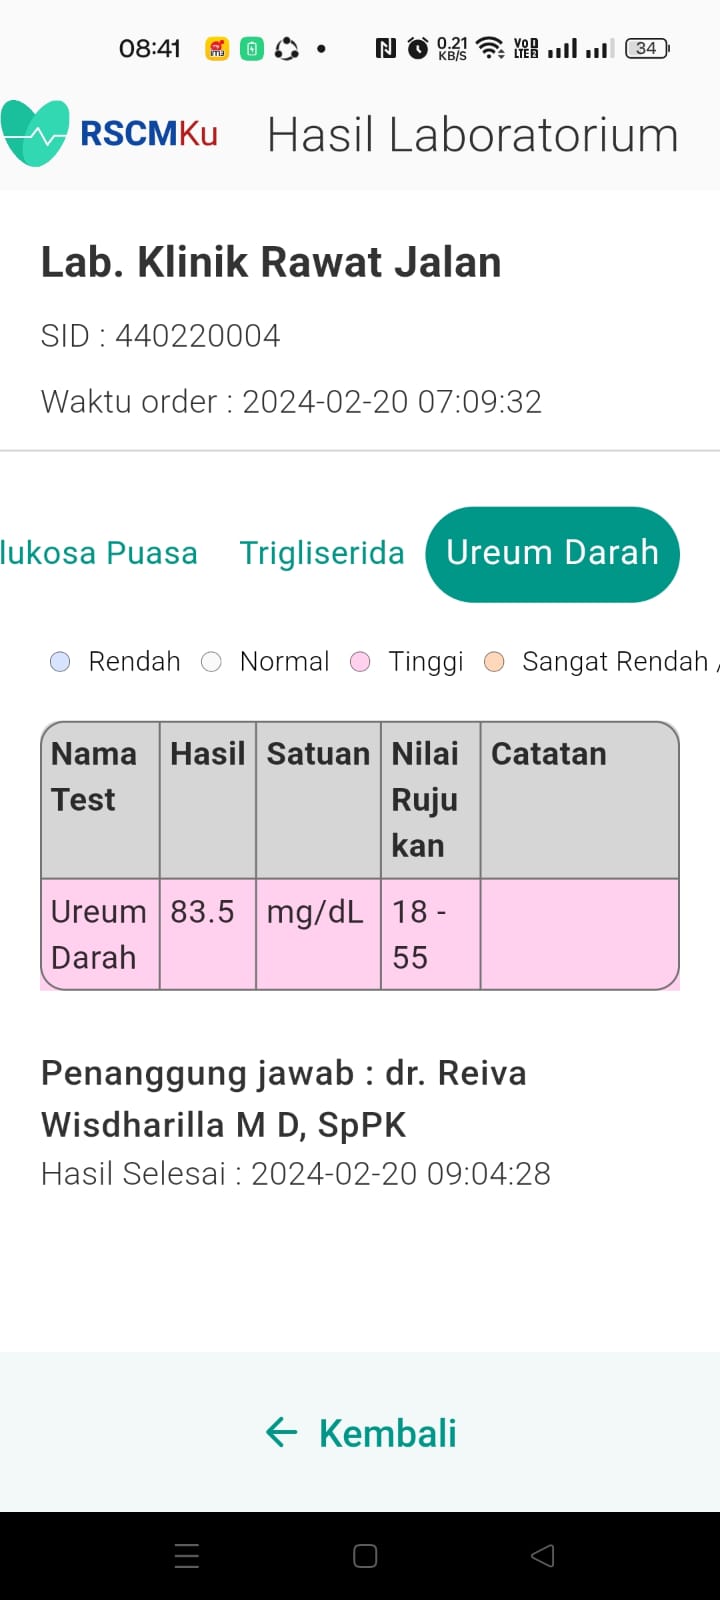 08:41 0.21 KB/S VoD LTE2 34
RSCMKu Hasil Laboratorium
Lab. Klinik Rawat Jalan
SID : 440220004
Waktu order : 2024-02-20 07:09:32
lukosa Puasa Trigliserida Ureum Darah
Rendah Normal Tinggi Sangat Rendah /
Nama Test Hasil Satuan Nilai Rujukan Catatan
Ureum Darah 83.5 mg/dL 18 - 55
Penanggung jawab : dr. Reiva
Wisdharilla M D, SpPK
Hasil Selesai : 2024-02-20 09:04:28
← Kembali